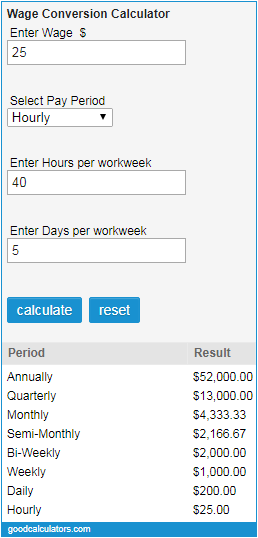 Wage Conversion Calculator
Enter Wage $
25
Select Pay Period
Hourly
Enter Hours per workweek
40
Enter Days per workweek
5
calculate reset
Period Result
Annually $52,000.00
Quarterly $13,000.00
Monthly $4,333.33
Semi-Monthly $2,166.67
Bi-Weekly $2,000.00
Weekly $1,000.00
Daily $200.00
Hourly $25.00
goodcalculators.com